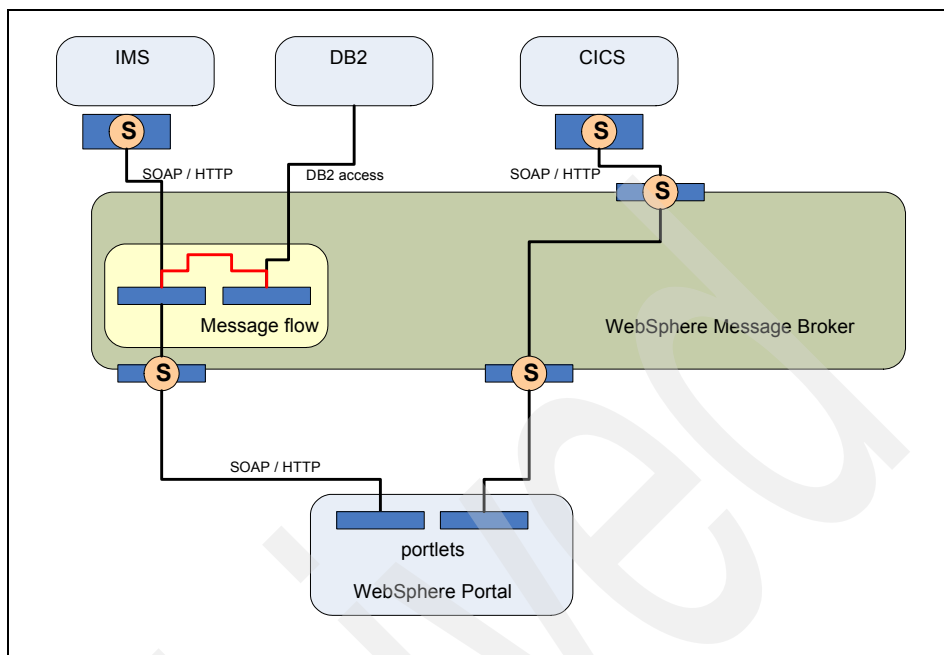 IMS
DB2
CICS
S
S
SOAP / HTTP
DB2 access
SOAP / HTTP
S
Message flow
WebSphere Message Broker
S
S
SOAP / HTTP
portlets
WebSphere Portal
ived